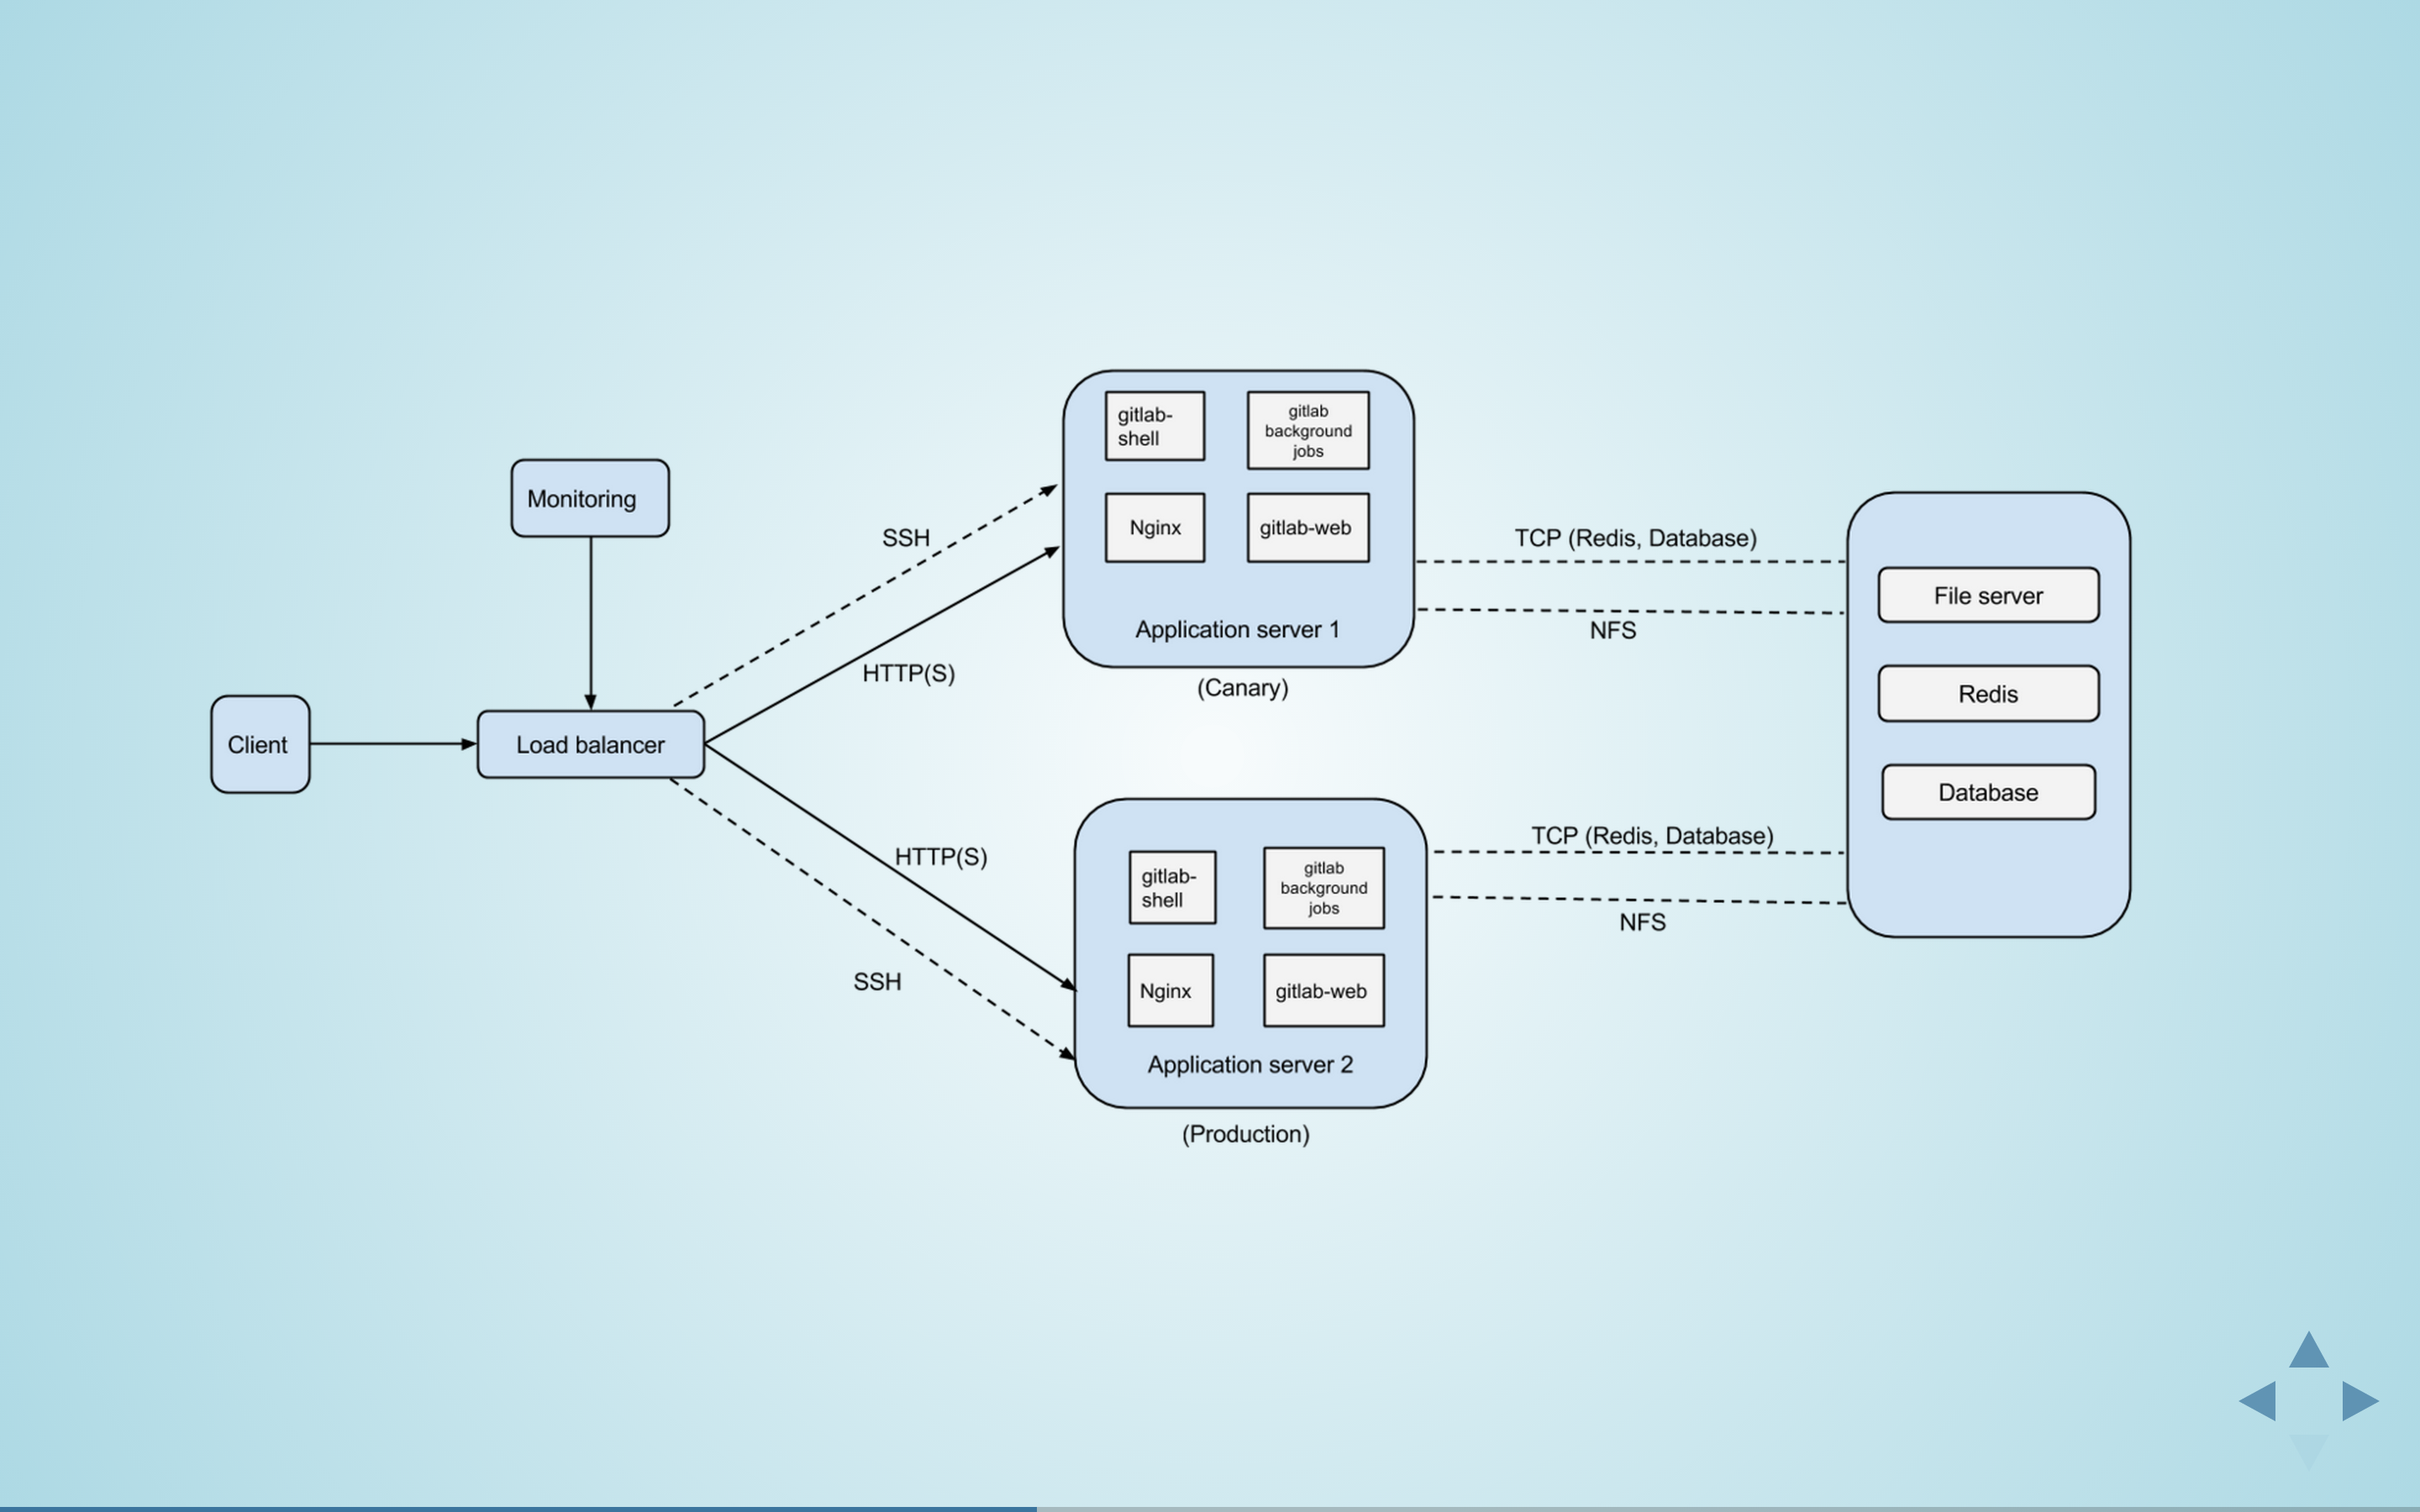 Monitoring
Client
Load balancer
SSH
HTTP(S)
HTTP(S)
SSH
gitlab-
shell
gitlab
background
jobs
Nginx
gitlab-web
Application server 1
(Canary)
gitlab-
shell
gitlab
background
jobs
Nginx
gitlab-web
Application server 2
(Production)
TCP (Redis, Database)
NFS
TCP (Redis, Database)
NFS
File server
Redis
Database